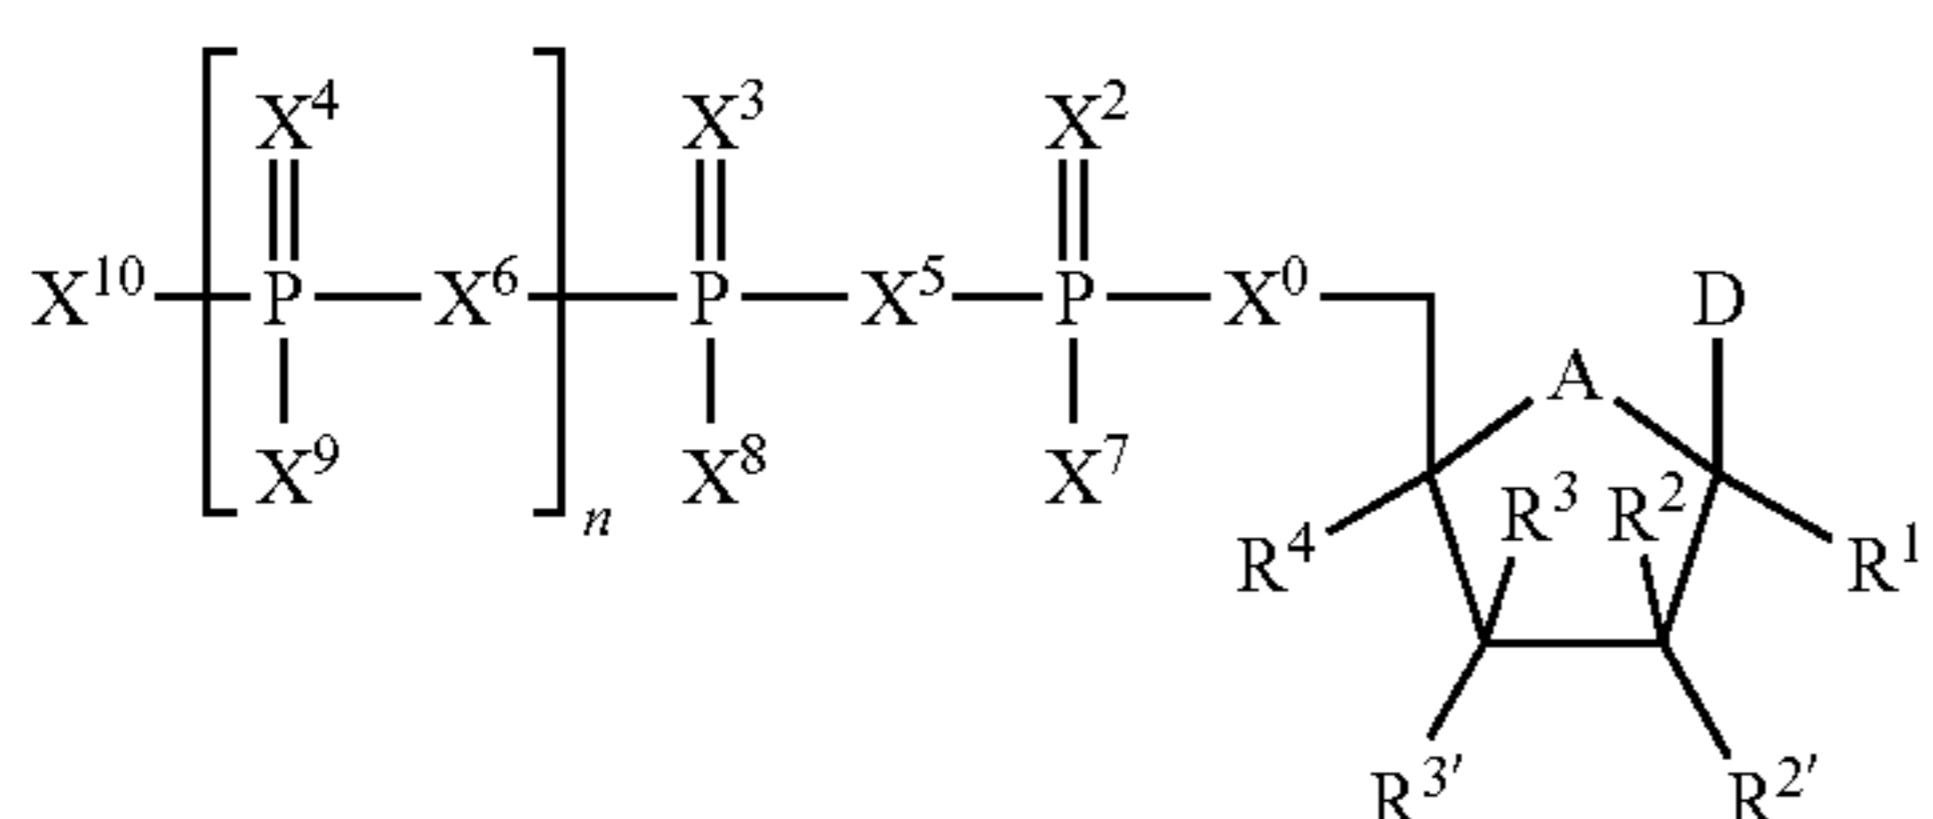 X⁴ X³ X²
X¹⁰ P X⁶ P X⁵ P X⁰ D
A
X⁹ X⁸ X⁷
n
R⁴ R³ R² R¹
R³′ R²′